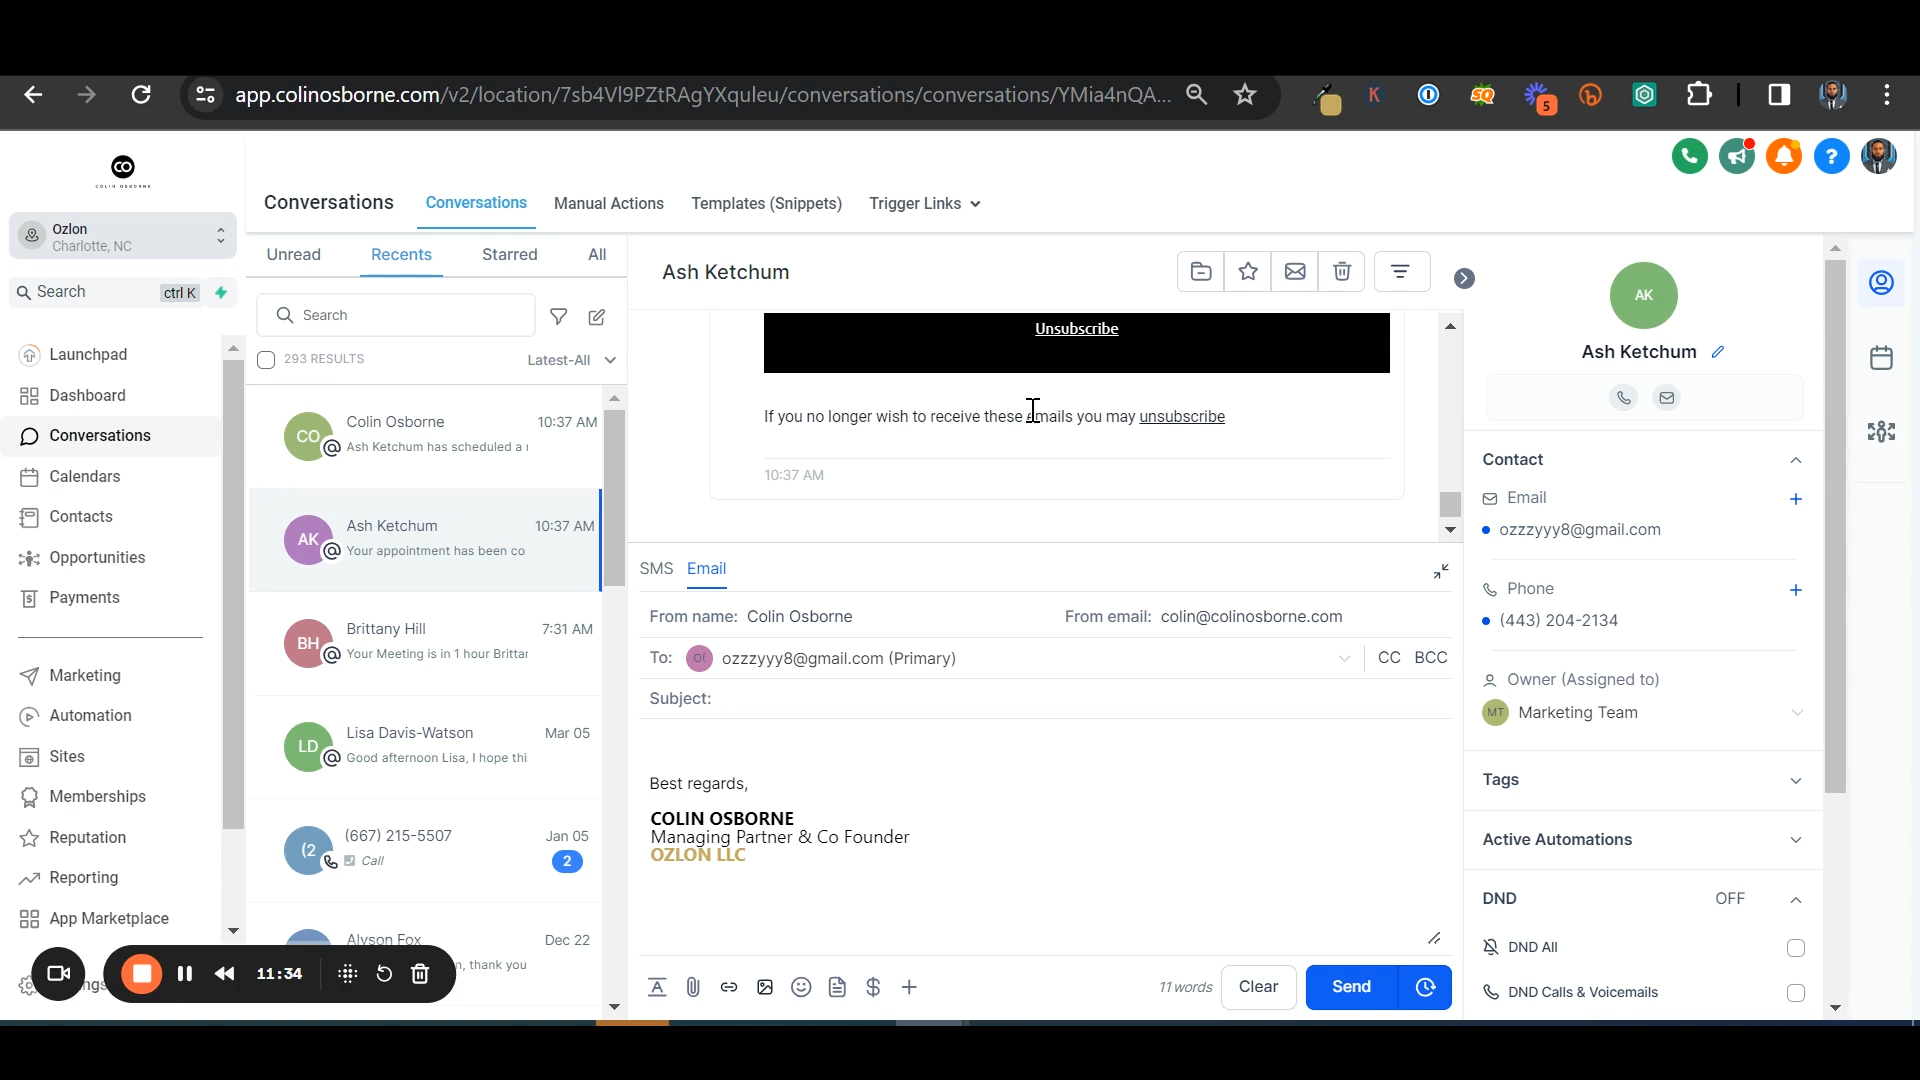 app.colinosborne.com/v2/location/7sb4Vl9PZtRAgYXquleu/conversations/conversations/YMia4nQA...
K
5
CO
COLIN OSBORNE
Ozlon
Charlotte, NC
Search
ctrl K
Launchpad
Dashboard
Conversations
Calendars
Contacts
Opportunities
Payments
Marketing
Automation
Sites
Memberships
Reputation
Reporting
App Marketplace
ngs
11:34
Conversations
Conversations
Manual Actions
Templates (Snippets)
Trigger Links
?
Unread
Recents
Starred
All
Search
293 RESULTS
Latest-All
CO
Colin Osborne
10:37 AM
Ash Ketchum has scheduled a
AK
Ash Ketchum
10:37 AM
Your appointment has been co
BH
Brittany Hill
7:31 AM
Your Meeting is in 1 hour Brittar
LD
Lisa Davis-Watson
Mar 05
Good afternoon Lisa, I hope thi
(2
(667) 215-5507
Jan 05
Call
2
Alyson Fox
Dec 22
n, thank you
Ash Ketchum
Unsubscribe
If you no longer wish to receive these emails you may unsubscribe
10:37 AM
SMS
Email
From name: Colin Osborne
From email: colin@colinosborne.com
To: O( ozzzyyy8@gmail.com (Primary)
CC BCC
Subject:
Best regards,
COLIN OSBORNE
Managing Partner & Co Founder
OZLON LLC
11 words
Clear
Send
AK
Ash Ketchum
Contact
Email
ozzzyyy8@gmail.com
Phone
(443) 204-2134
Owner (Assigned to)
MT Marketing Team
Tags
Active Automations
DND
OFF
DND All
DND Calls & Voicemails